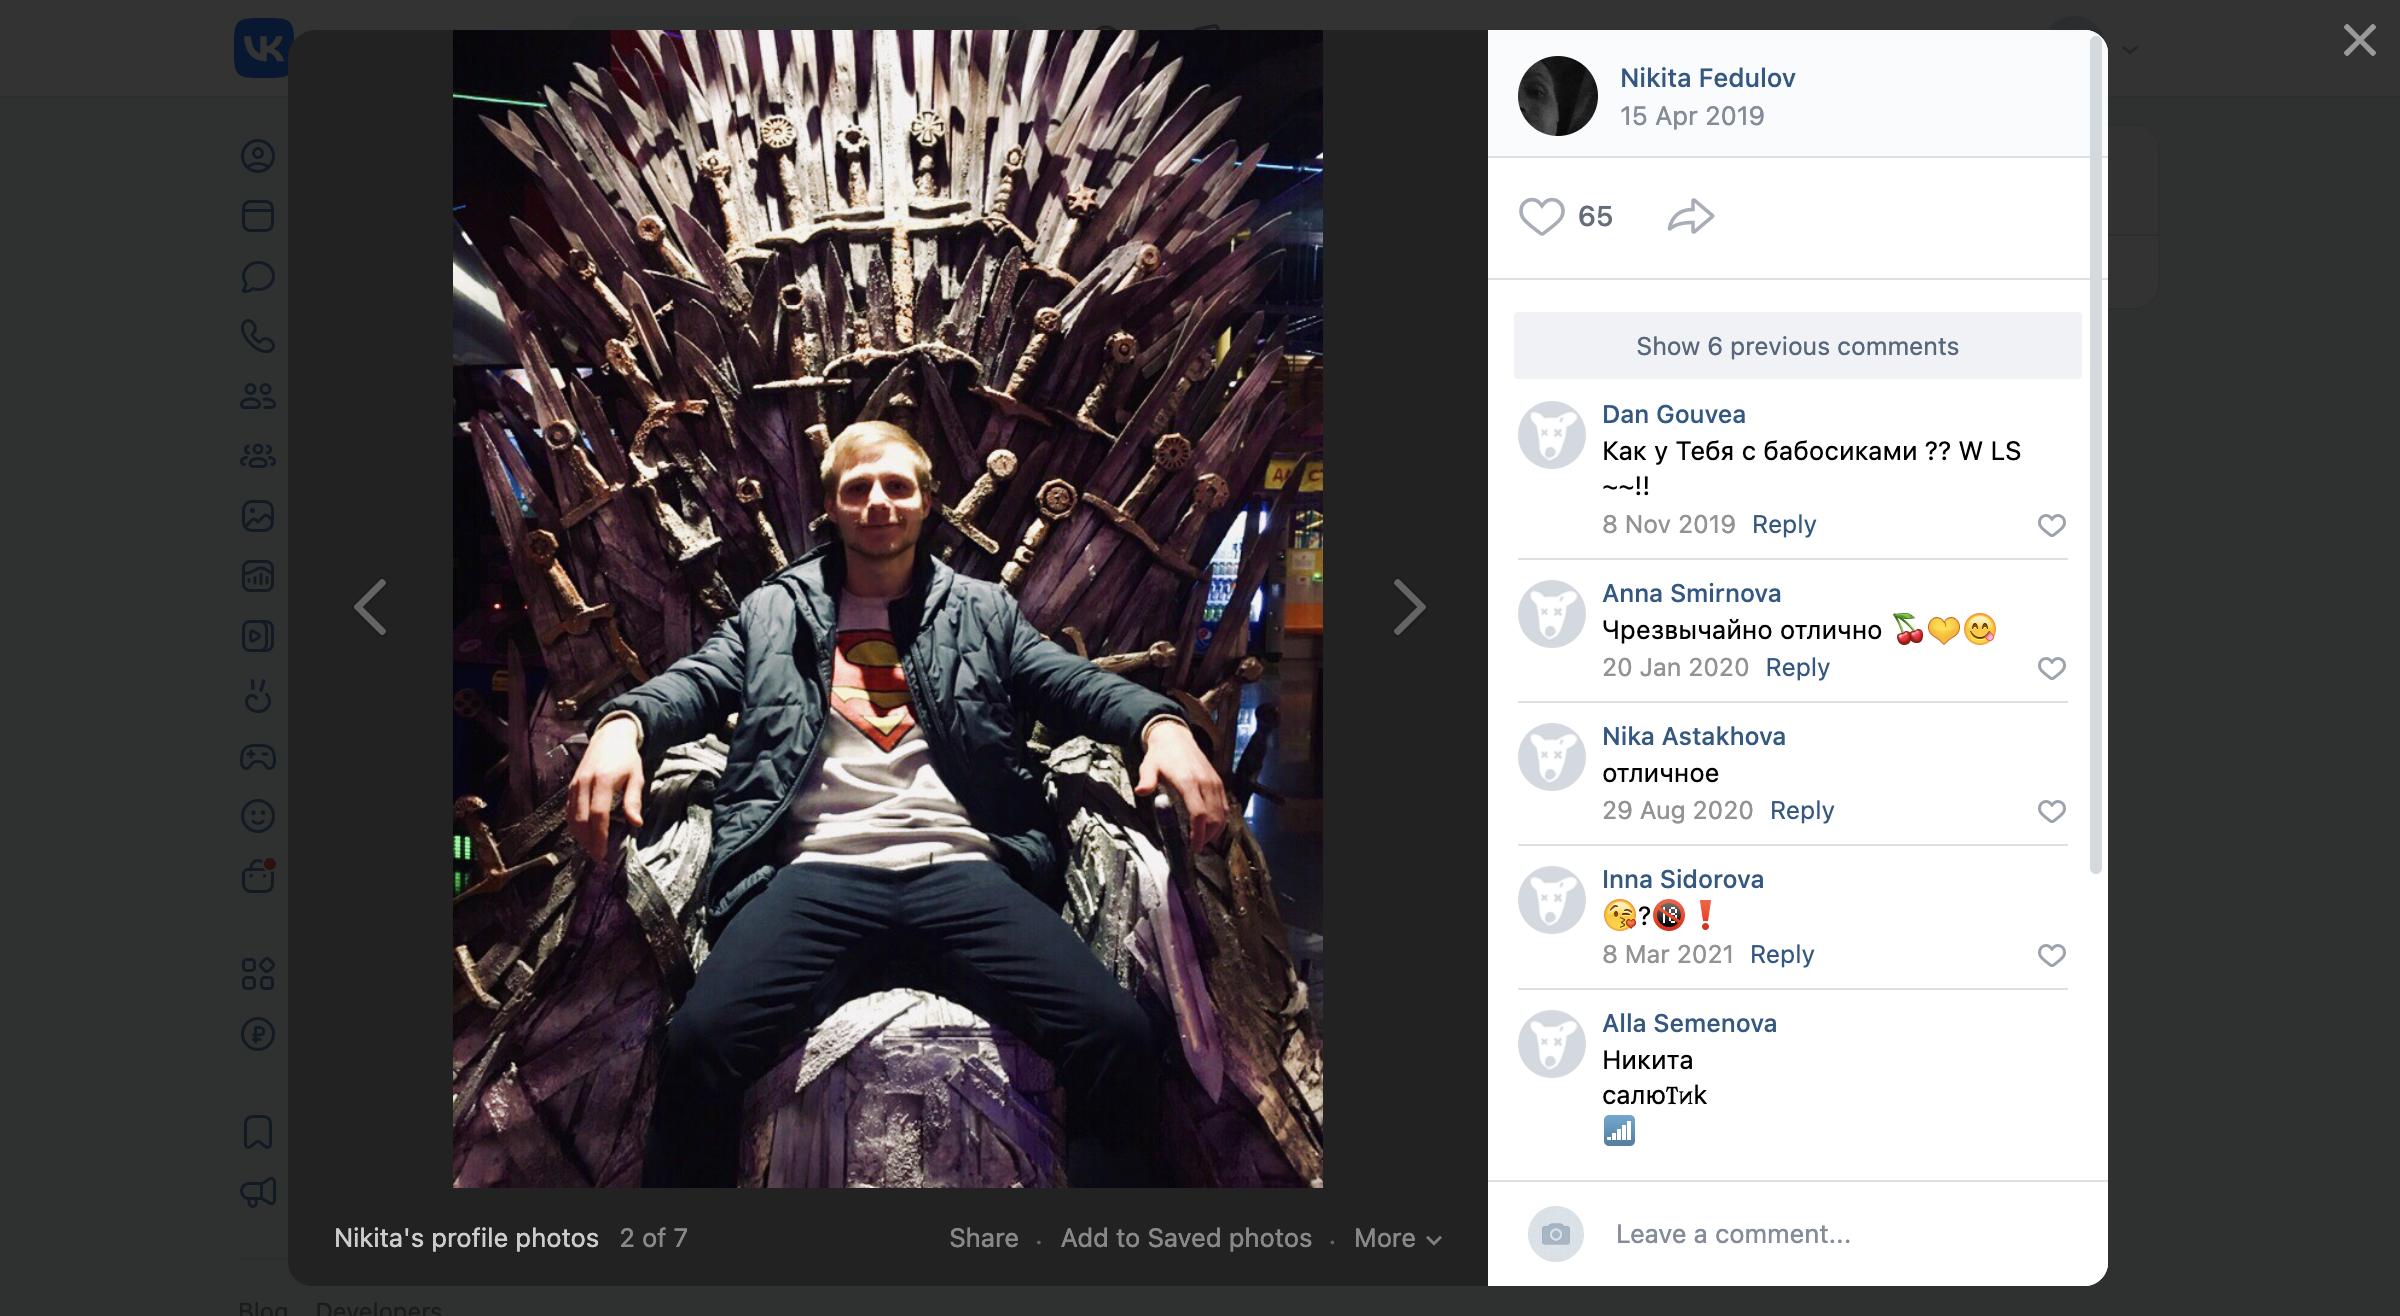 VK
Nikita Fedulov
15 Apr 2019
65
Show 6 previous comments
Dan Gouvea
Как у Тебя с бабосиками ?? W LS
~~!!
8 Nov 2019 Reply
Anna Smirnova
Чрезвычайно отлично 🍒💛😋
20 Jan 2020 Reply
Nika Astakhova
отличное
29 Aug 2020 Reply
Inna Sidorova
😘?🔞❗
8 Mar 2021 Reply
Alla Semenova
Никита
салюTиk
📶
Leave a comment...
Nikita's profile photos 2 of 7
Share · Add to Saved photos · More
Blog Developers